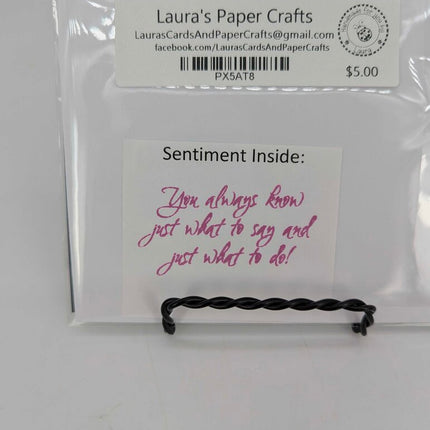 Laura's Paper Crafts
LaurasCardsAndPaperCrafts@gmail.com
facebook.com/LaurasCardsAndPaperCrafts
PX5AT8
$5.00
Sentiment Inside:
You always know
just what to say and
just what to do!